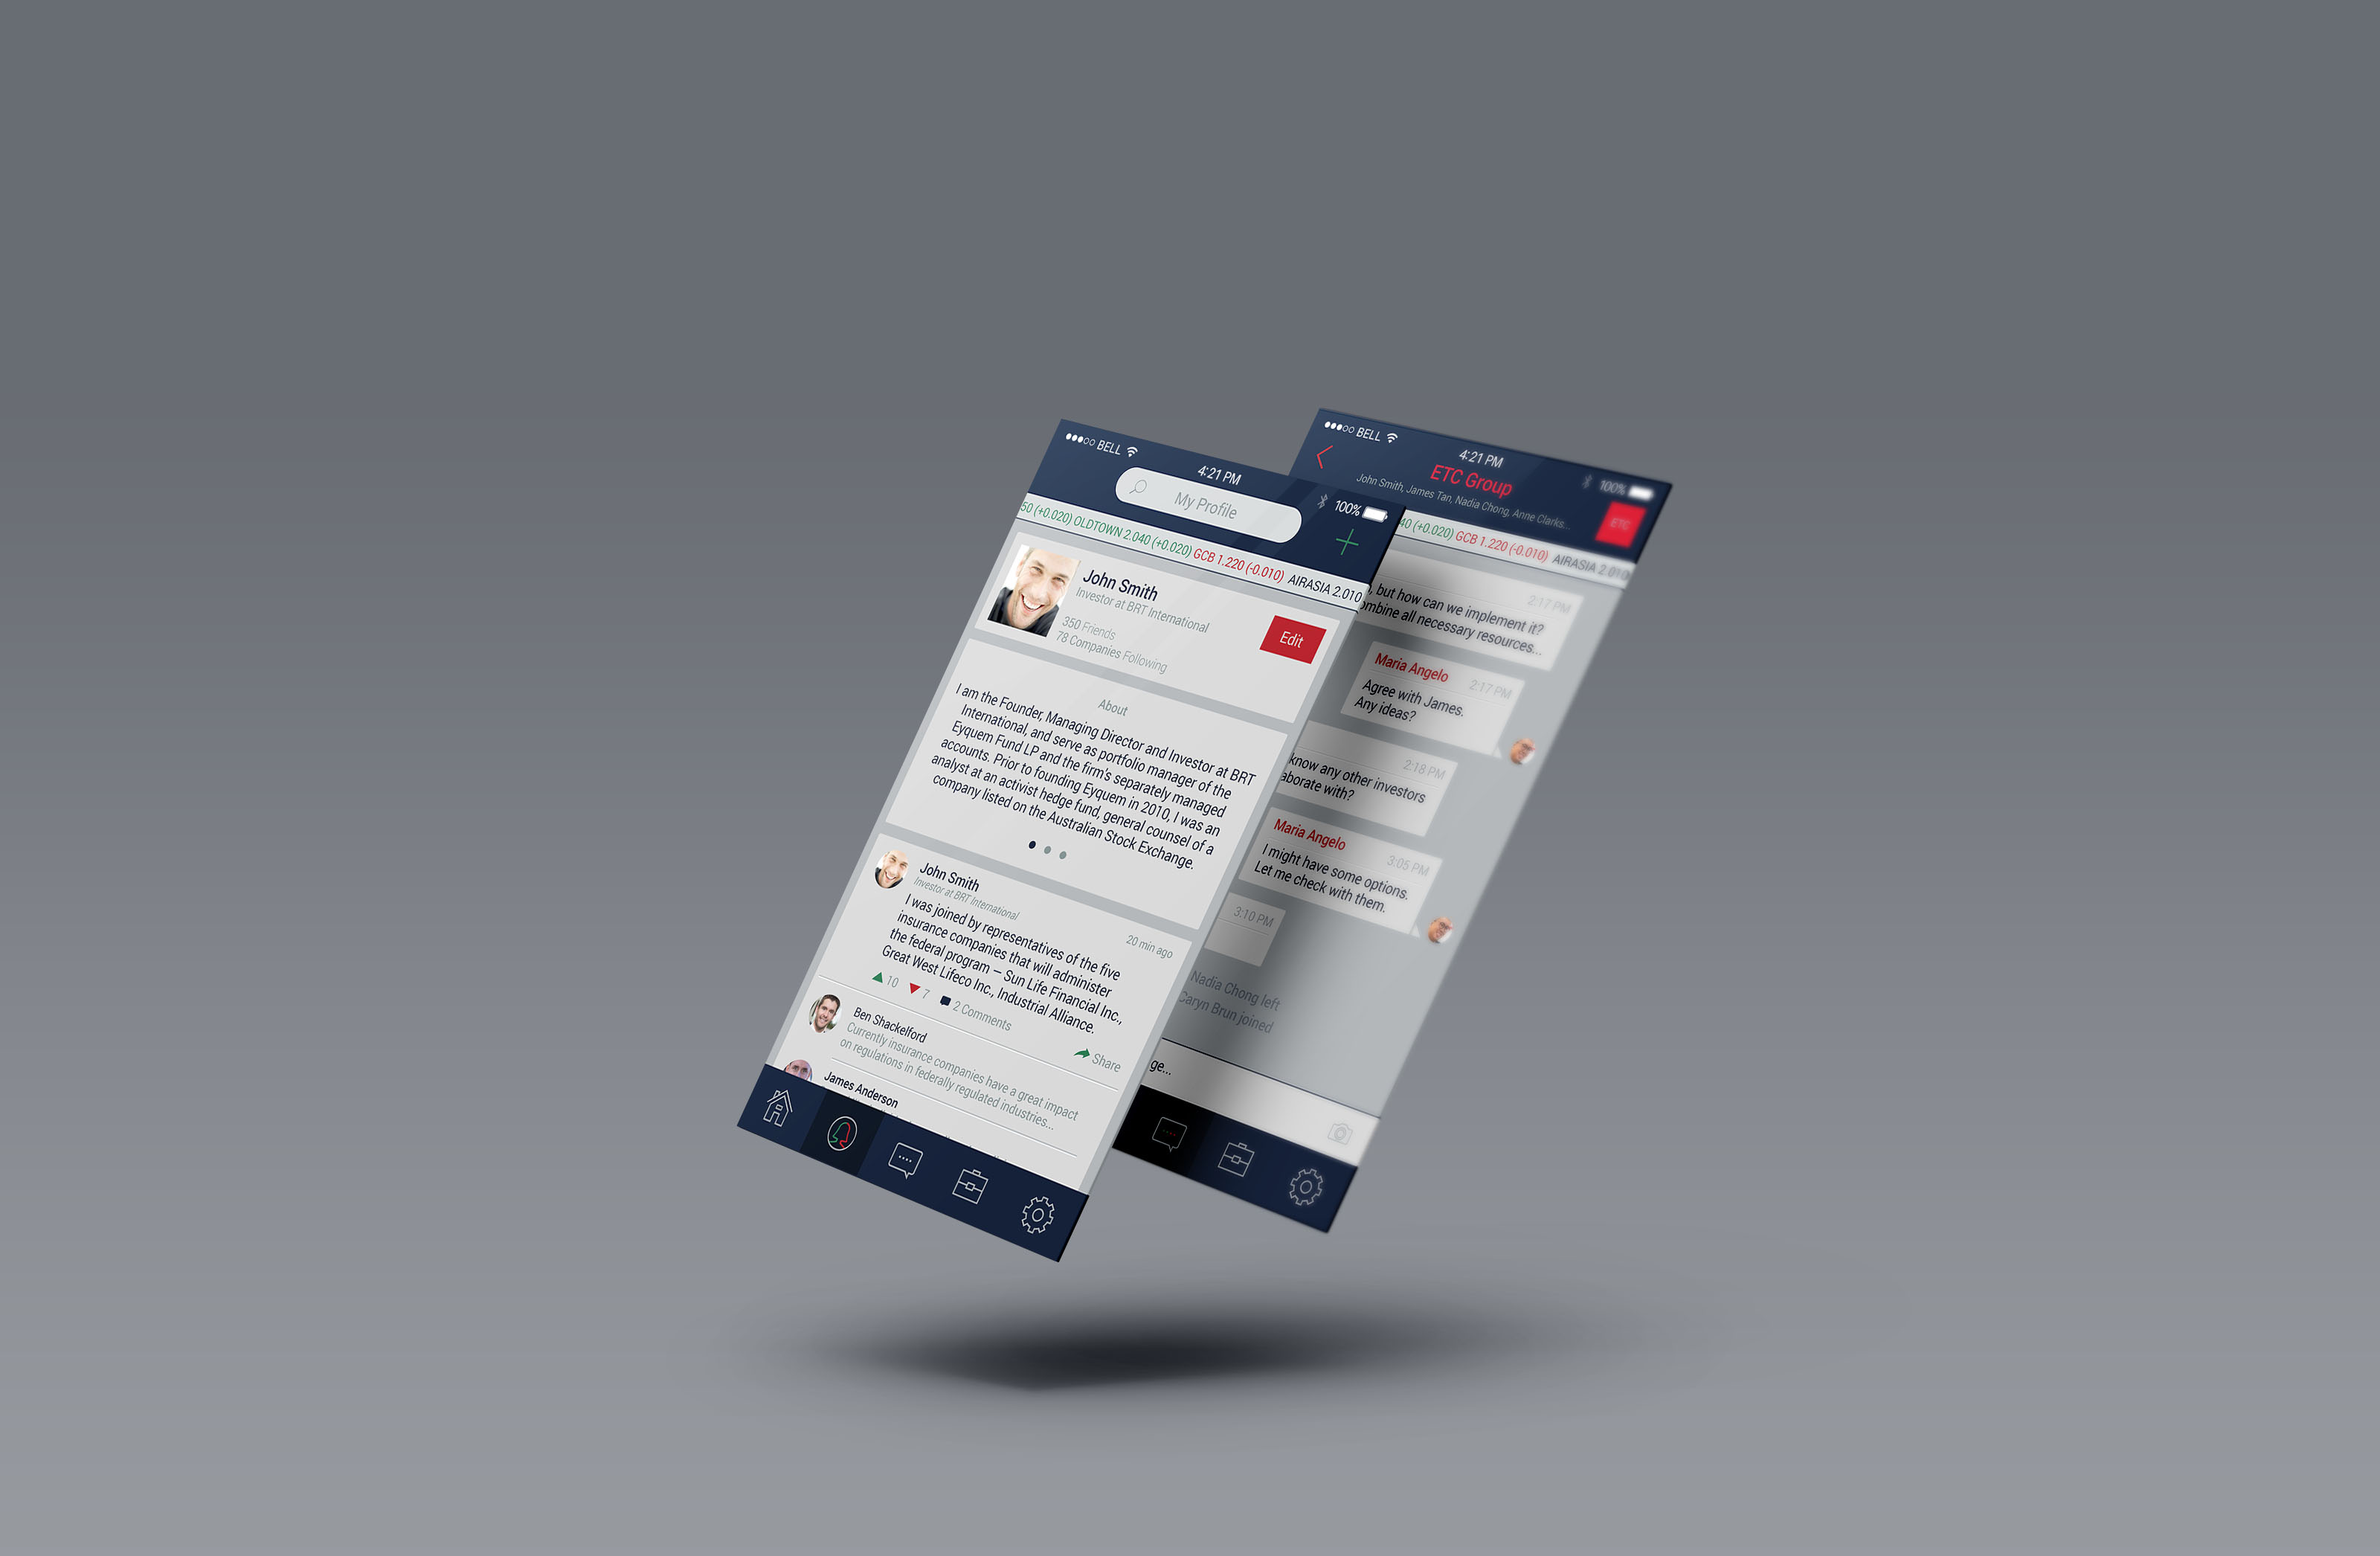 BELL
4:21 PM
100%
My Profile
50 (+0.020) OLDTOWN 2.040 (+0.020) GCB 1.220 (-0.010) AIRASIA 2.010
John Smith
Investor at BRT International
350 Friends
78 Companies Following
Edit
About
I am the Founder, Managing Director and Investor at BRT
International, and serve as portfolio manager of the
Eyquem Fund LP and the firm's separately managed
accounts. Prior to founding Eyquem in 2010, I was an
analyst at an activist hedge fund, general counsel of a
company listed on the Australian Stock Exchange.
John Smith
Investor at BRT International
20 min ago
I was joined by representatives of the five
insurance companies that will administer
the federal program – Sun Life Financial Inc.,
Great West Lifeco Inc., Industrial Alliance.
10 7 2 Comments
Share
Ben Shackelford
Currently insurance companies have a great impact
on regulations in federally regulated industries...
James Anderson
BELL
4:21 PM
100%
ETC Group
John Smith, James Tan, Nadia Chong, Anne Clarks...
ETC
40 (+0.020) GCB 1.220 (-0.010) AIRASIA 2.010
2:17 PM
, but how can we implement it?
ombine all necessary resources...
Maria Angelo
2:17 PM
Agree with James.
Any ideas?
2:18 PM
know any other investors
aborate with?
Maria Angelo
3:05 PM
I might have some options.
Let me check with them.
3:10 PM
Nadia Chong left
Caryn Brun joined
ge...